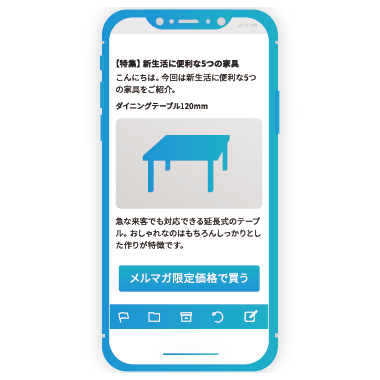 【特集】新生活に便利な5つの家具
こんにちは。今回は新生活に便利な5つ
の家具をご紹介。
ダイニングテーブル120mm
急な来客でも対応できる延長式のテーブ
ル。おしゃれなのはもちろんしっかりとし
た作りが特徴です。
メルマガ限定価格で買う